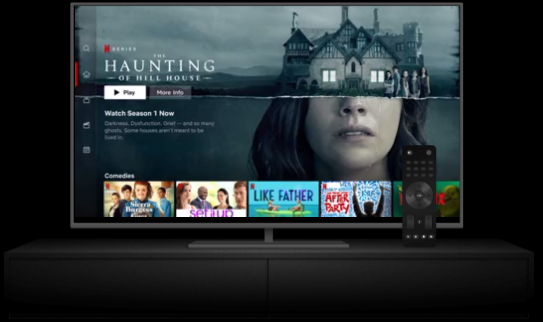 N SERIES
THE
HAUNTING
OF HILL HOUSE
Play
More Info
Watch Season 1 Now
Darkness. Dysfunction. Grief — and so many
ghosts. Some houses aren't meant to be
lived in.
Comedies
Sierra
Burgess
set it up
LIKE FATHER
THE
AFTER
PARTY